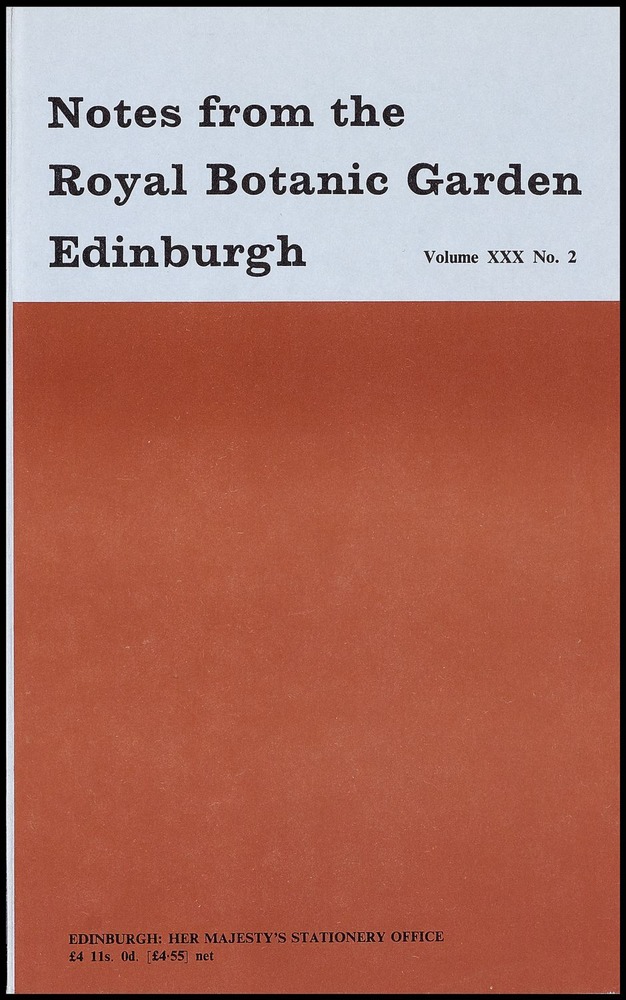 Notes from the
Royal Botanic Garden
Edinburgh
Volume XXX No. 2
EDINBURGH: HER MAJESTY'S STATIONERY OFFICE
£4 11s. 0d. [£4·55] net